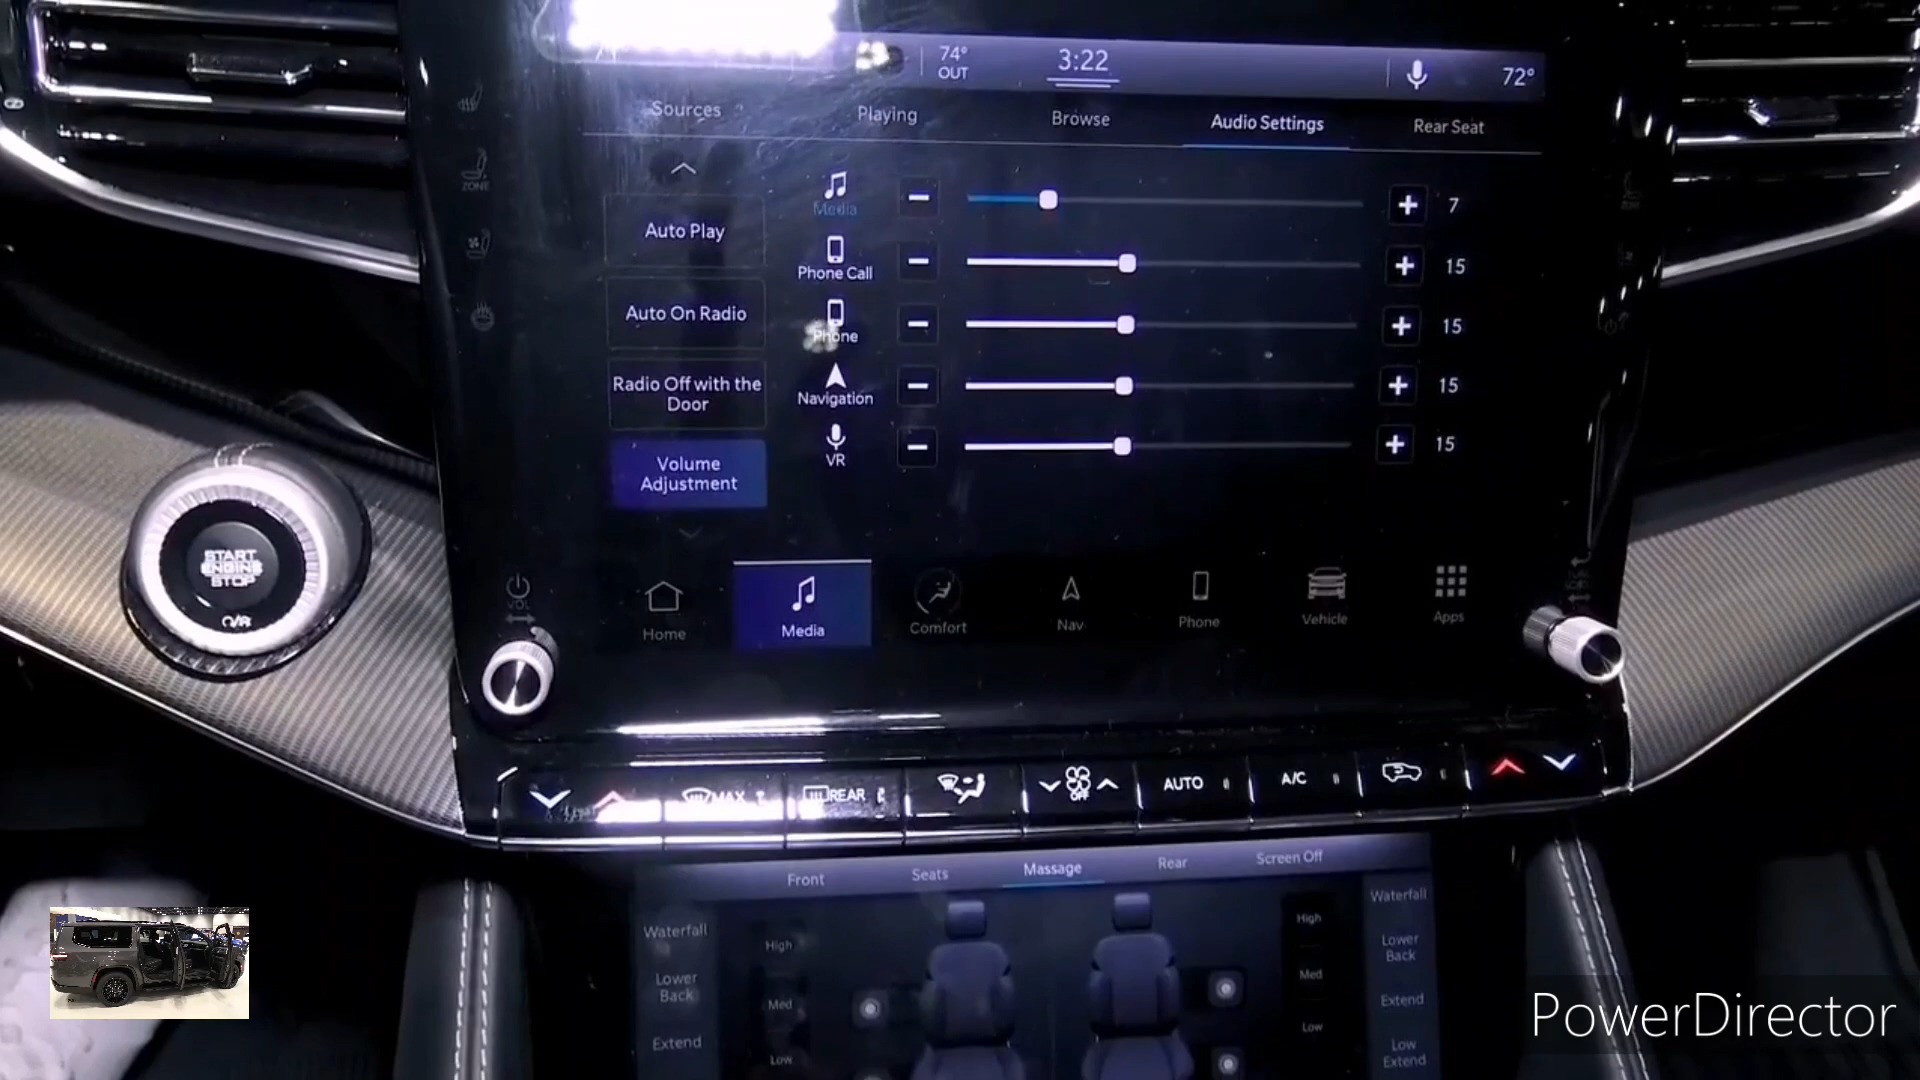 74°
OUT
3:22
72°
Sources
Playing
Browse
Audio Settings
Rear Seat
Auto Play
Auto On Radio
Radio Off with the
Door
Volume
Adjustment
Media
7
Phone Call
15
Phone
15
Navigation
15
VR
15
ZONE
START
ENGINE
STOP
VOL
Home
Media
Comfort
Nav
Phone
Vehicle
Apps
MAX
REAR
OFF
AUTO
A/C
Front
Seats
Massage
Rear
Screen Off
Waterfall
Lower
Back
Extend
High
Med
Low
High
Med
Low
Waterfall
Lower
Back
Extend
Low
Extend
PowerDirector